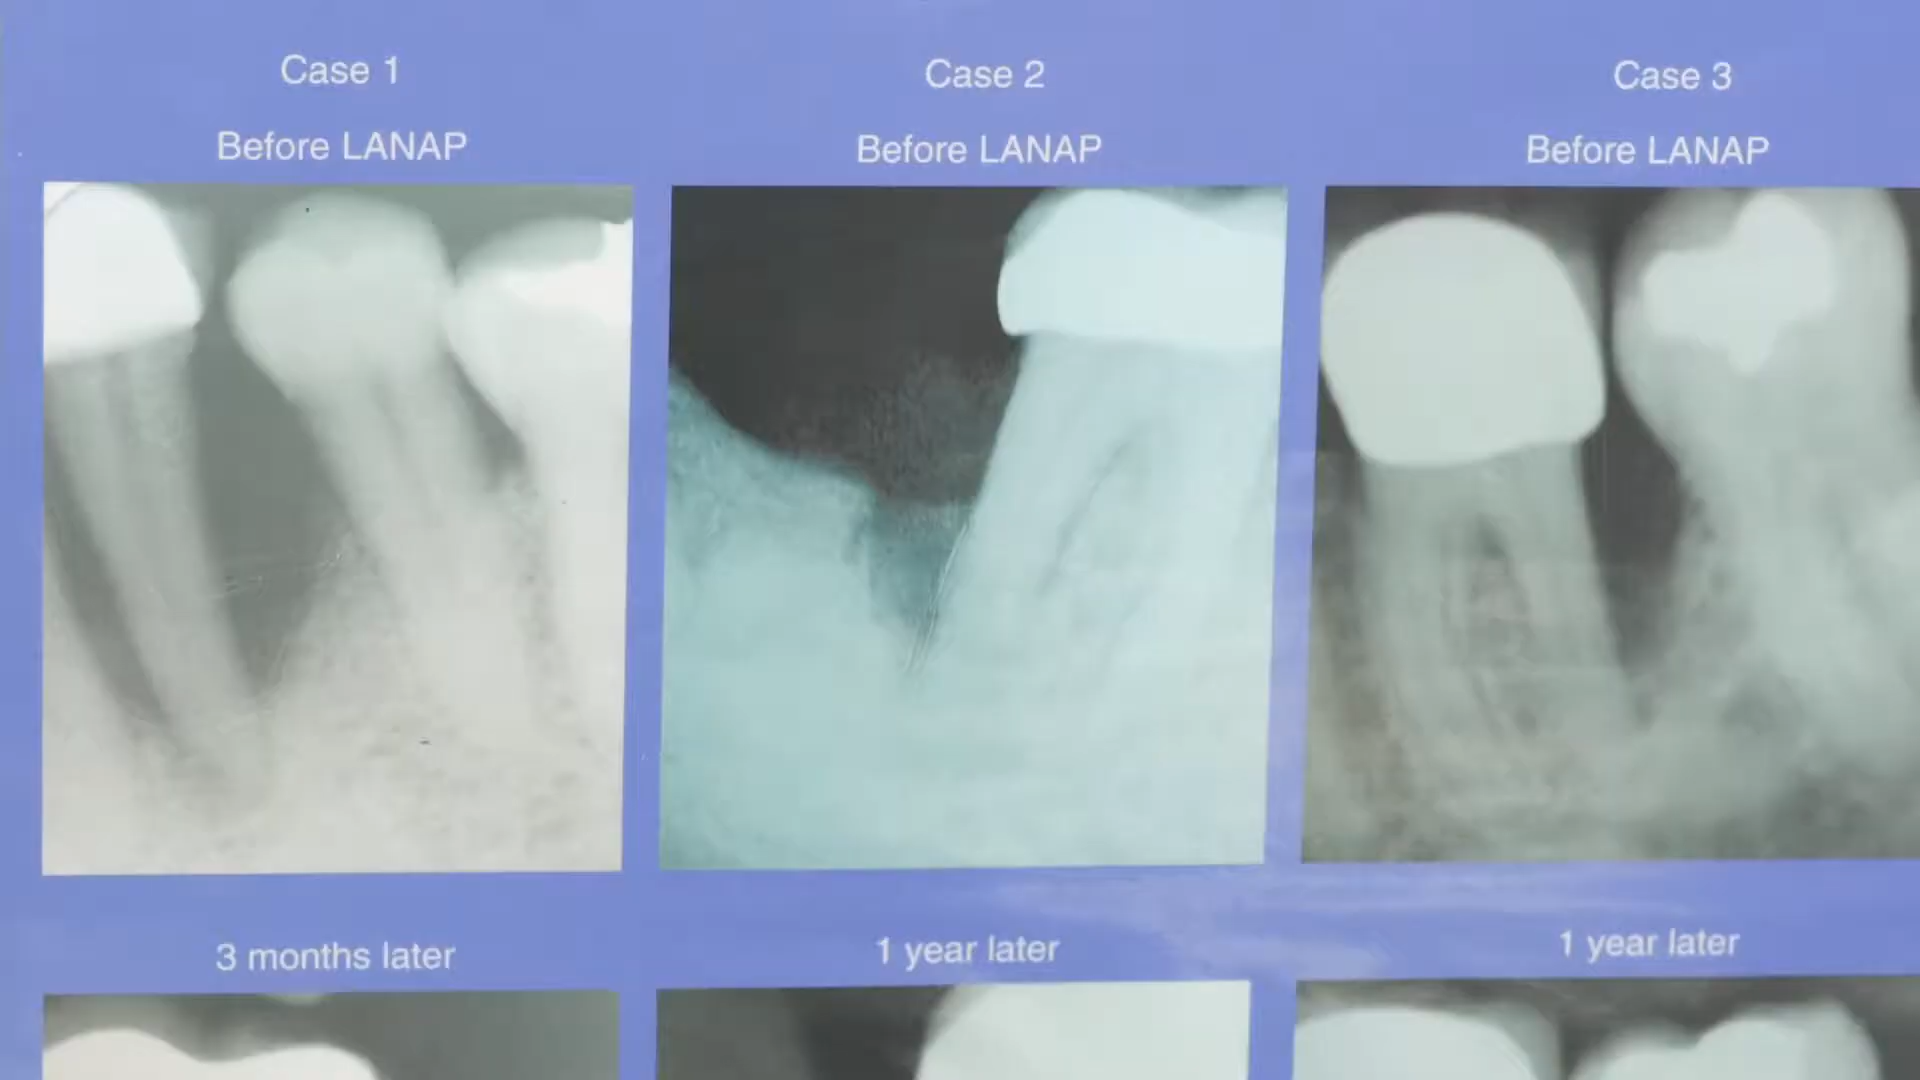 Case 1
Before LANAP
Case 2
Before LANAP
Case 3
Before LANAP
3 months later
1 year later
1 year later